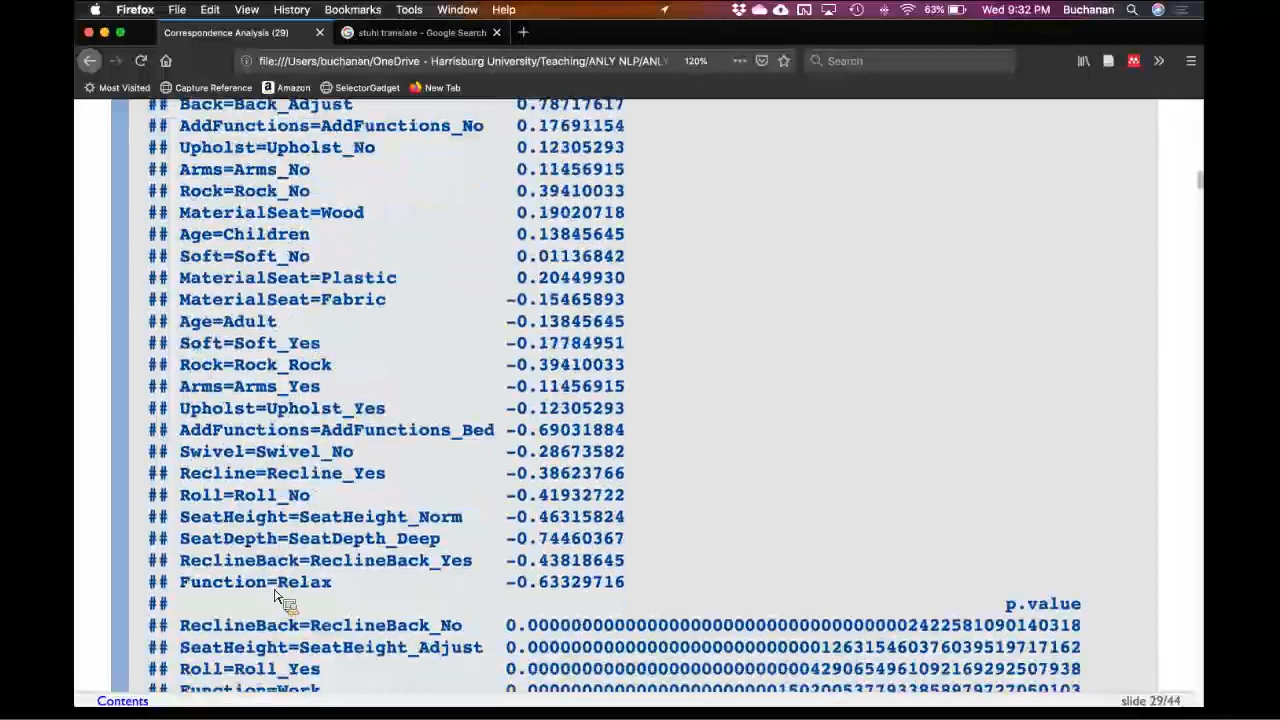 Firefox File Edit View History Bookmarks Tools Window Help 63% Wed 9:32 PM Buchanan
Correspondence Analysis (29) stuhl translate - Google Search
file:///Users/buchanan/OneDrive - Harrisburg University/Teaching/ANLY NLP/ANLY 120% Search
Most Visited Capture Reference Amazon SelectorGadget New Tab
## Back=Back_Adjust 0.78717617
## AddFunctions=AddFunctions_No 0.17691154
## Upholst=Upholst_No 0.12305293
## Arms=Arms_No 0.11456915
## Rock=Rock_No 0.39410033
## MaterialSeat=Wood 0.19020718
## Age=Children 0.13845645
## Soft=Soft_No 0.01136842
## MaterialSeat=Plastic 0.20449930
## MaterialSeat=Fabric -0.15465893
## Age=Adult -0.13845645
## Soft=Soft_Yes -0.17784951
## Rock=Rock_Rock -0.39410033
## Arms=Arms_Yes -0.11456915
## Upholst=Upholst_Yes -0.12305293
## AddFunctions=AddFunctions_Bed -0.69031884
## Swivel=Swivel_No -0.28673582
## Recline=Recline_Yes -0.38623766
## Roll=Roll_No -0.41932722
## SeatHeight=SeatHeight_Norm -0.46315824
## SeatDepth=SeatDepth_Deep -0.74460367
## ReclineBack=ReclineBack_Yes -0.43818645
## Function=Relax -0.63329716
## p.value
## ReclineBack=ReclineBack_No 0.0000000000000000000000000000000000000242258109014​0318
## SeatHeight=SeatHeight_Adjust 0.00000000000000000000000000000126315460376039519717162
## Roll=Roll_Yes 0.00000000000000000000000004290654961092169292507938
## Function=Work
Contents slide 29/44